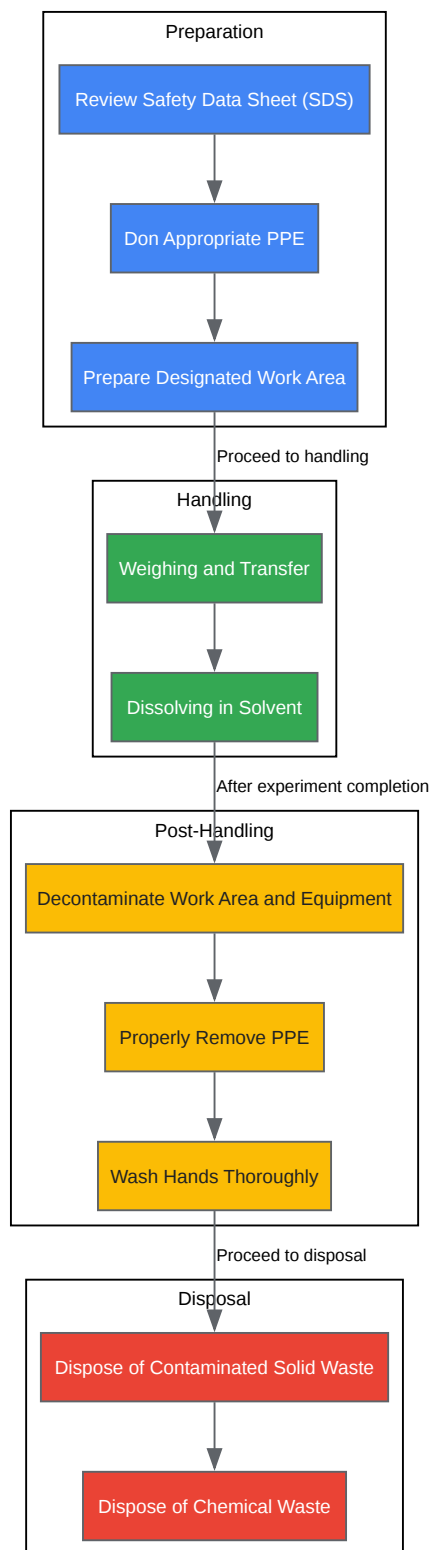 Preparation
Review Safety Data Sheet (SDS)
Don Appropriate PPE
Prepare Designated Work Area
Proceed to handling
Handling
Weighing and Transfer
Dissolving in Solvent
After experiment completion
Post-Handling
Decontaminate Work Area and Equipment
Properly Remove PPE
Wash Hands Thoroughly
Proceed to disposal
Disposal
Dispose of Contaminated Solid Waste
Dispose of Chemical Waste